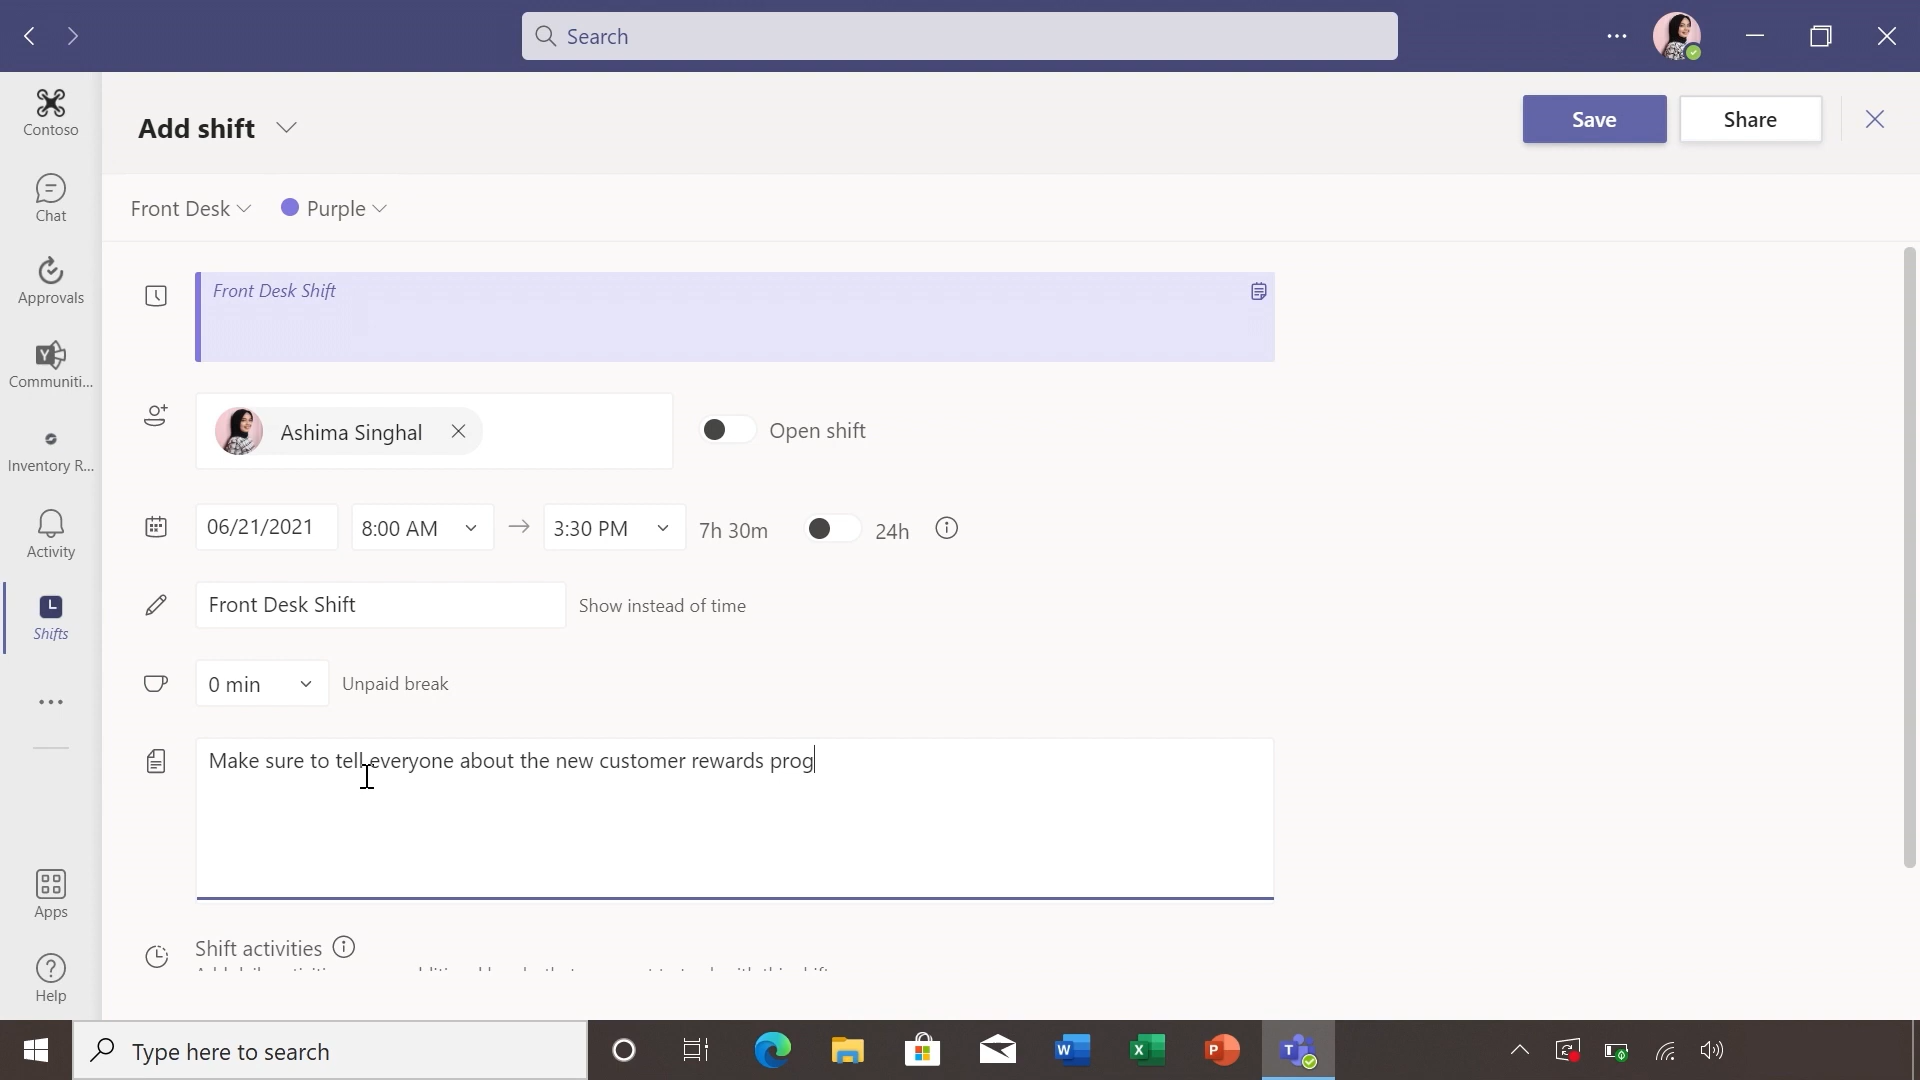 Search
Contoso
Chat
Approvals
Communiti...
Inventory R...
Activity
Shifts
Apps
Help
Add shift
Save
Share
Front Desk
Purple
Front Desk Shift
Ashima Singhal
Open shift
06/21/2021 8:00 AM 3:30 PM 7h 30m 24h
Front Desk Shift Show instead of time
0 min Unpaid break
Make sure to tell everyone about the new customer rewards prog
Shift activities
Type here to search